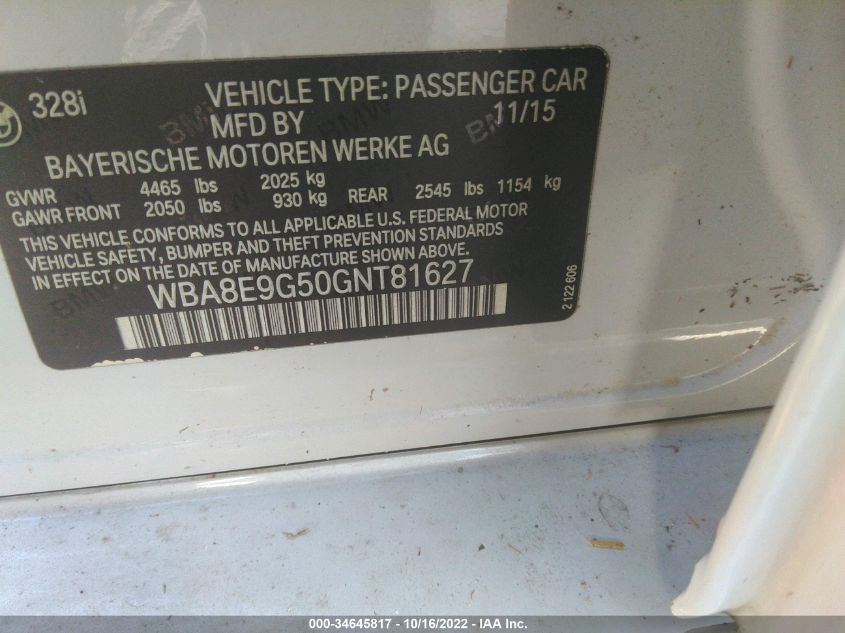 328i
VEHICLE TYPE: PASSENGER CAR
MFD BY 11/15
BAYERISCHE MOTOREN WERKE AG
GVWR 4465 lbs 2025 kg
GAWR FRONT 2050 lbs 930 kg REAR 2545 lbs 1154 kg
THIS VEHICLE CONFORMS TO ALL APPLICABLE U.S. FEDERAL MOTOR
VEHICLE SAFETY, BUMPER AND THEFT PREVENTION STANDARDS
IN EFFECT ON THE DATE OF MANUFACTURE SHOWN ABOVE.
WBA8E9G50GNT81627
2 122 606
000-34645817 - 10/16/2022 - IAA Inc.